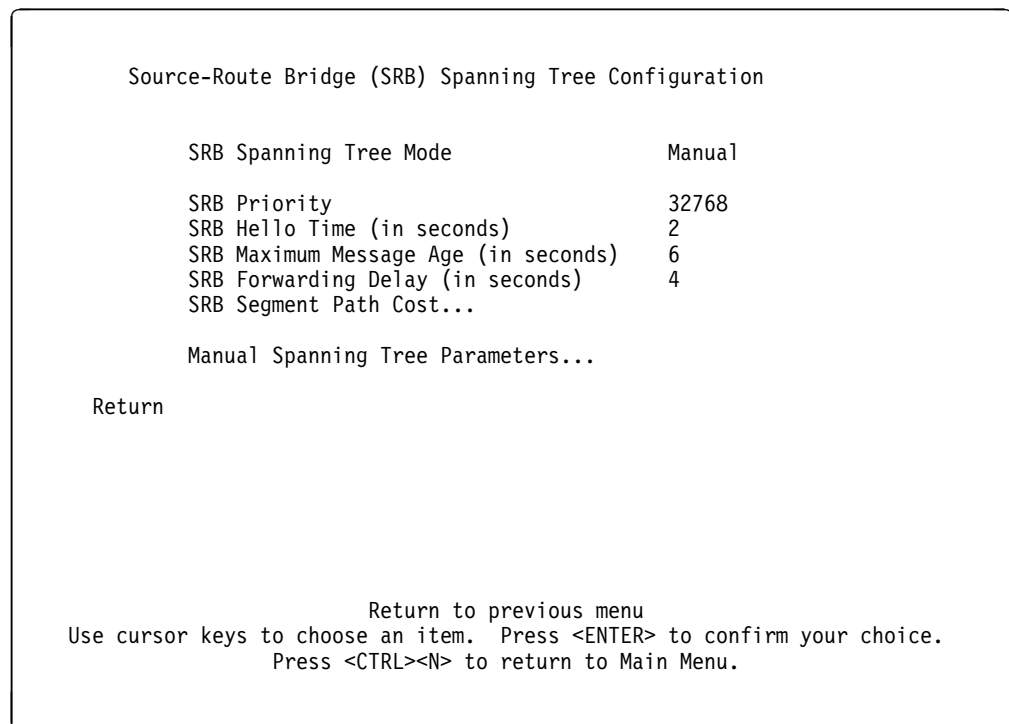 Source-Route Bridge (SRB) Spanning Tree Configuration
SRB Spanning Tree Mode Manual
SRB Priority 32768
SRB Hello Time (in seconds) 2
SRB Maximum Message Age (in seconds) 6
SRB Forwarding Delay (in seconds) 4
SRB Segment Path Cost...
Manual Spanning Tree Parameters...
Return
Return to previous menu
Use cursor keys to choose an item. Press <ENTER> to confirm your choice.
Press <CTRL><N> to return to Main Menu.